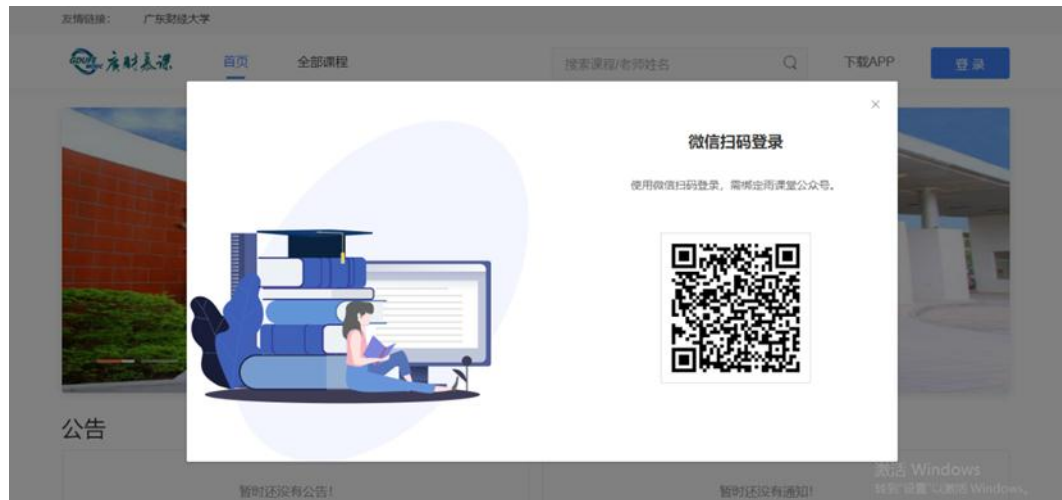 友情链接： 广东财经大学
广财慕课
首页 全部课程 搜索课程/老师姓名 下载APP 登录
微信扫码登录
使用微信扫码登录，需绑定雨课堂公众号。
公告
暂时还没有公告！ 暂时还没有通知！
激活 Windows
转到“设置”以激活 Windows。